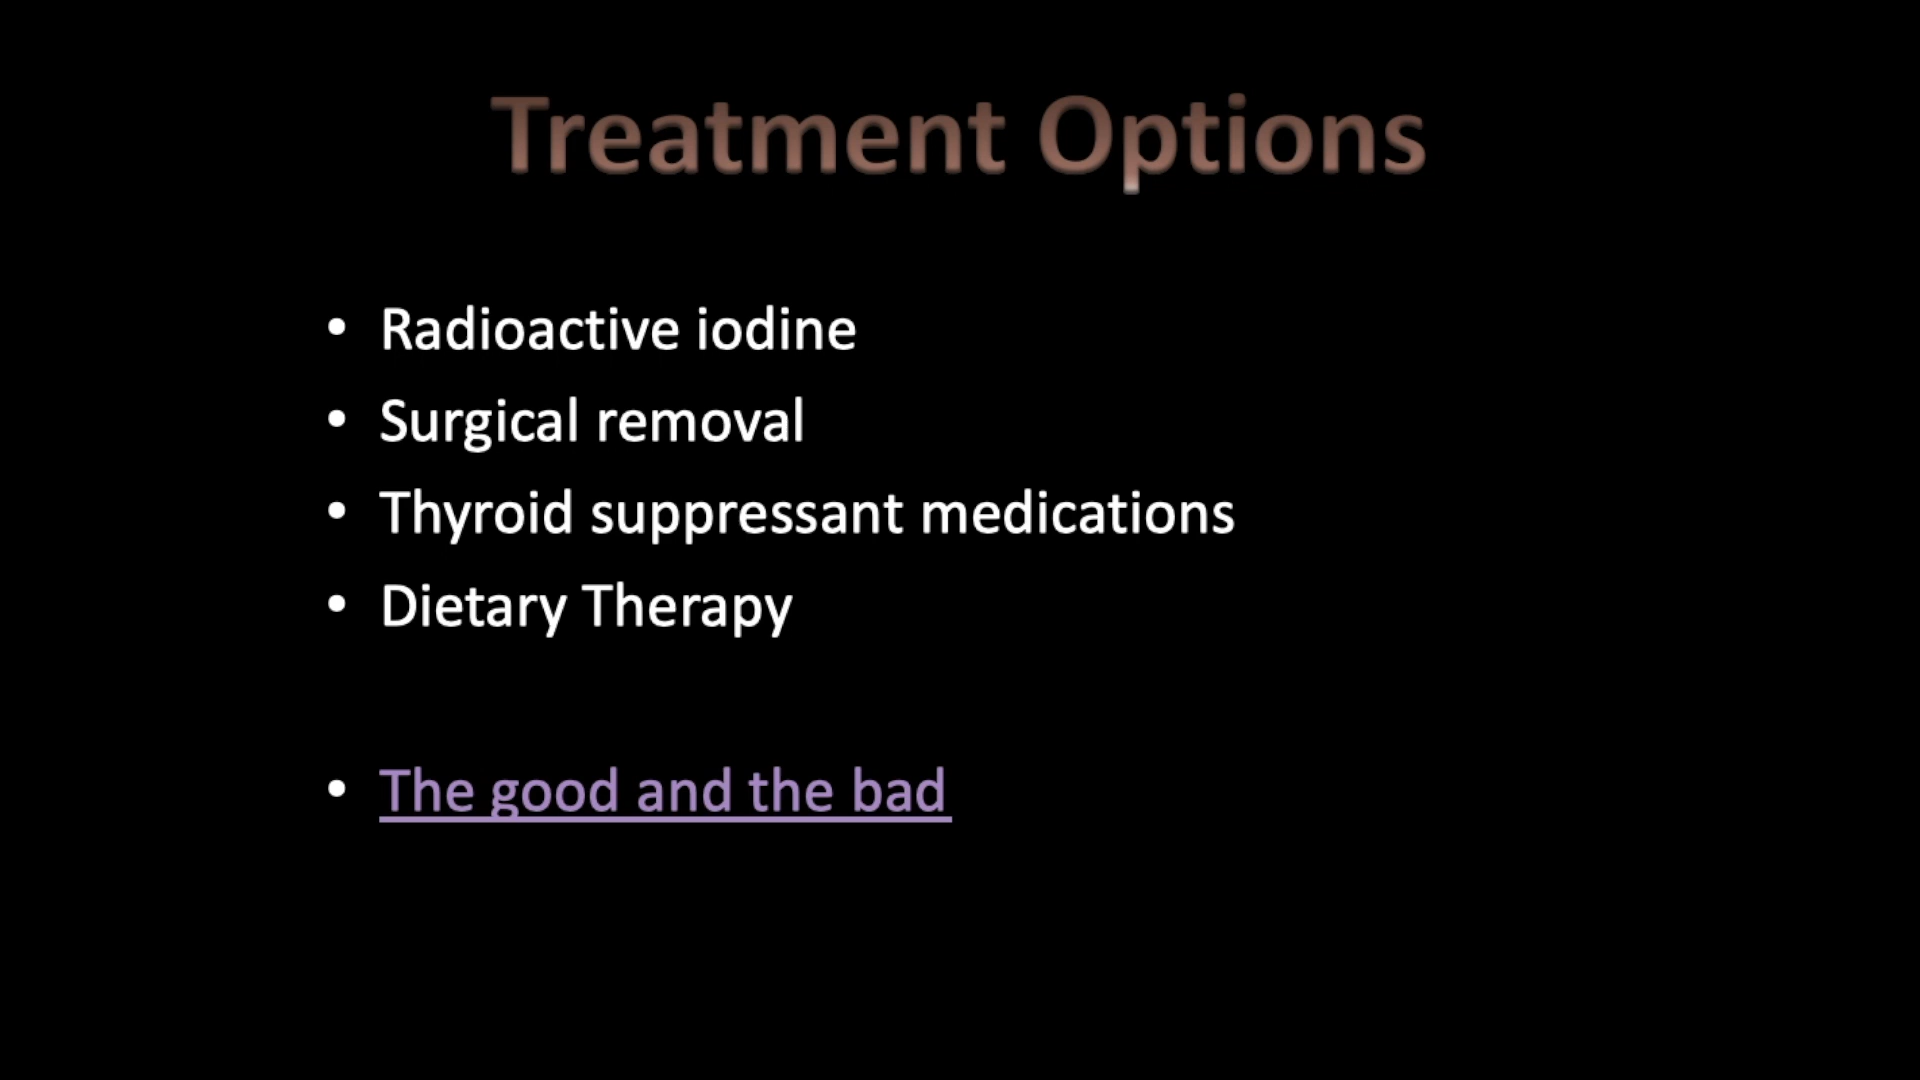 Treatment Options
• Radioactive iodine
• Surgical removal
• Thyroid suppressant medications
• Dietary Therapy
• The good and the bad